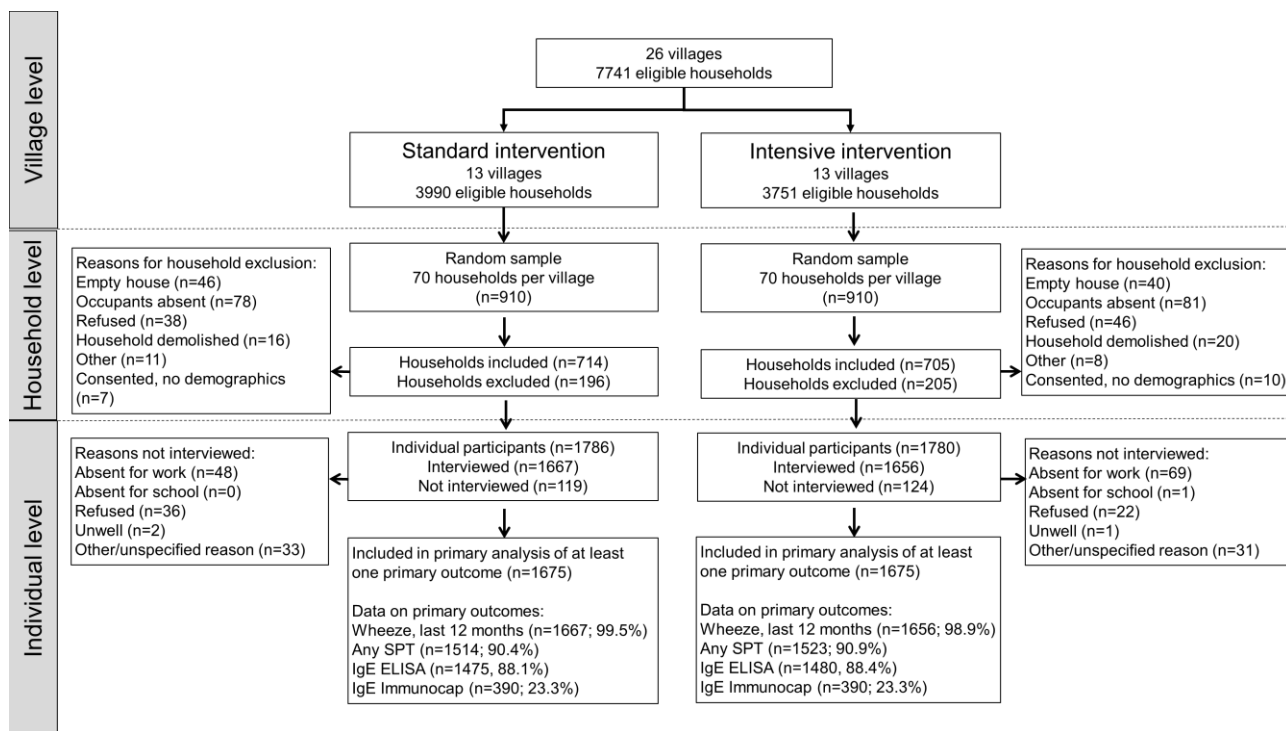 Village level
26 villages
7741 eligible households
Standard intervention
13 villages
3990 eligible households
Intensive intervention
13 villages
3751 eligible households
Household level
Reasons for household exclusion:
Empty house (n=46)
Occupants absent (n=78)
Refused (n=38)
Household demolished (n=16)
Other (n=11)
Consented, no demographics
(n=7)
Random sample
70 households per village
(n=910)
Households included (n=714)
Households excluded (n=196)
Random sample
70 households per village
(n=910)
Households included (n=705)
Households excluded (n=205)
Reasons for household exclusion:
Empty house (n=40)
Occupants absent (n=81)
Refused (n=46)
Household demolished (n=20)
Other (n=8)
Consented, no demographics (n=10)
Individual level
Reasons not interviewed:
Absent for work (n=48)
Absent for school (n=0)
Refused (n=36)
Unwell (n=2)
Other/unspecified reason (n=33)
Individual participants (n=1786)
Interviewed (n=1667)
Not interviewed (n=119)
Individual participants (n=1780)
Interviewed (n=1656)
Not interviewed (n=124)
Reasons not interviewed:
Absent for work (n=69)
Absent for school (n=1)
Refused (n=22)
Unwell (n=1)
Other/unspecified reason (n=31)
Included in primary analysis of at least
one primary outcome (n=1675)
Data on primary outcomes:
Wheeze, last 12 months (n=1667; 99.5%)
Any SPT (n=1514; 90.4%)
IgE ELISA (n=1475, 88.1%)
IgE Immunocap (n=390; 23.3%)
Included in primary analysis of at least
one primary outcome (n=1675)
Data on primary outcomes:
Wheeze, last 12 months (n=1656; 98.9%)
Any SPT (n=1523; 90.9%)
IgE ELISA (n=1480, 88.4%)
IgE Immunocap (n=390; 23.3%)